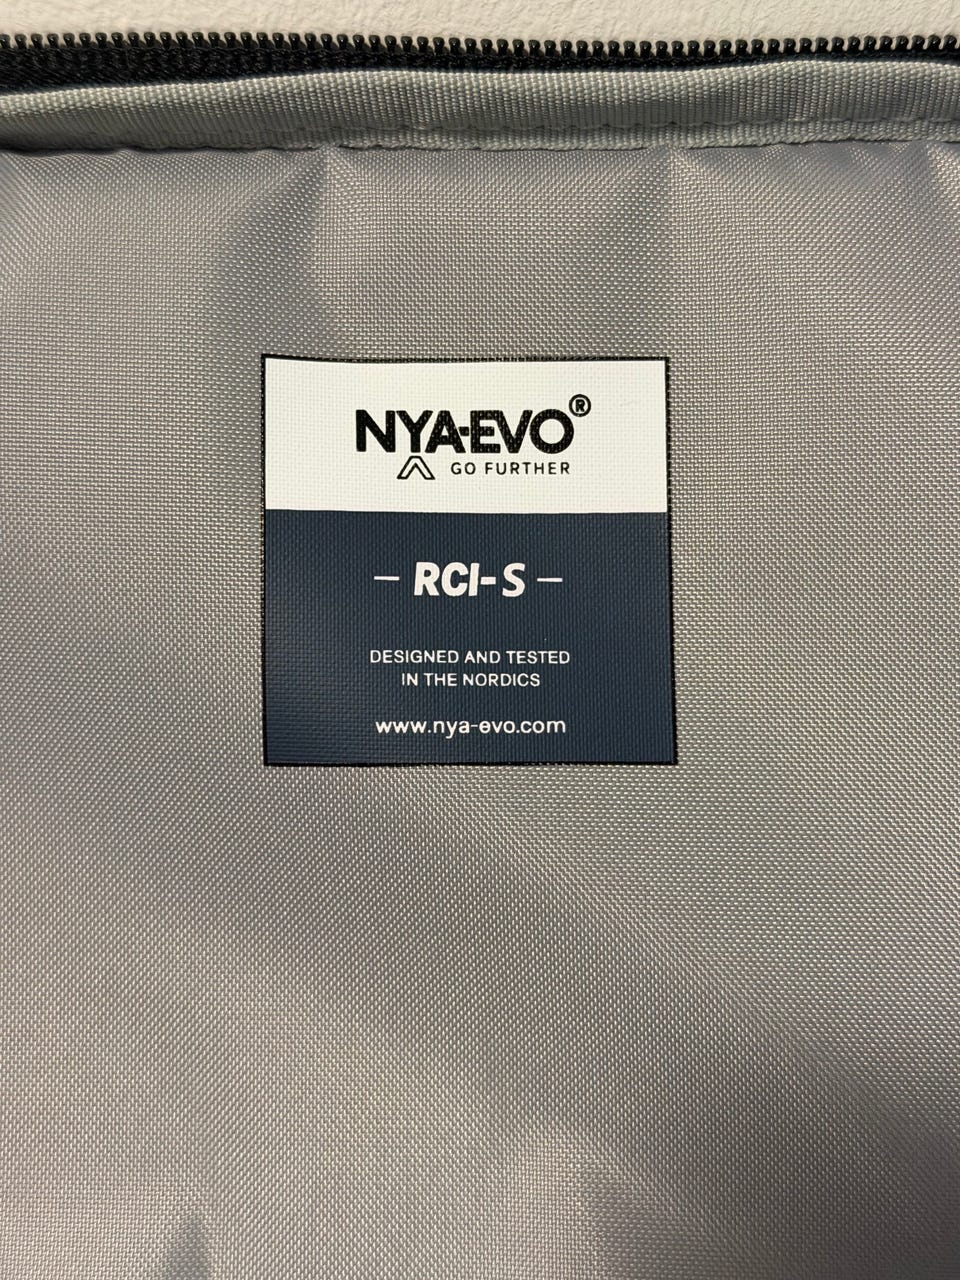 NYA-EVO®
GO FURTHER
- RCI-S -
DESIGNED AND TESTED
IN THE NORDICS
www.nya-evo.com